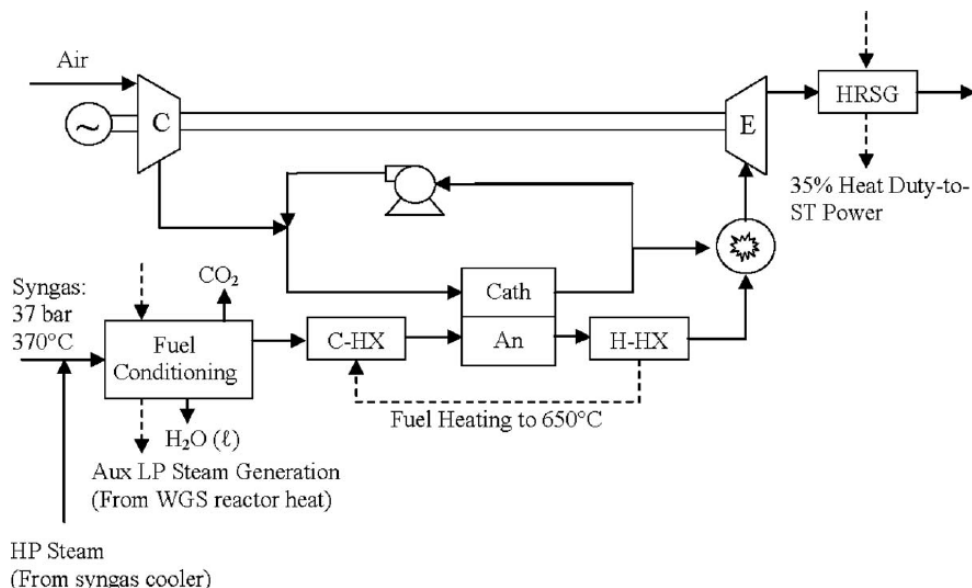 Air
C
E
HRSG
35% Heat Duty-to-
ST Power
~
Syngas:
37 bar
370°C
CO₂
Fuel
Conditioning
C-HX
Cath
An
H-HX
Fuel Heating to 650°C
H₂O (ℓ)
Aux LP Steam Generation
(From WGS reactor heat)
HP Steam
(From syngas cooler)